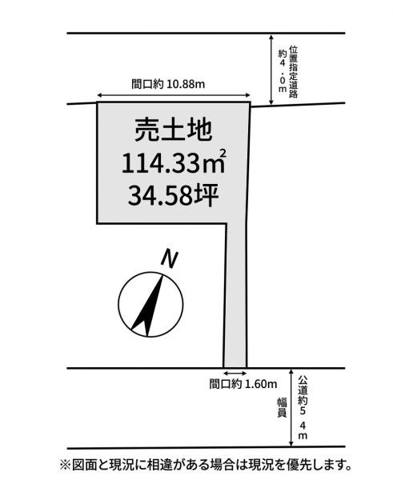 位置指定道路
約4.0m
間口約 10.88m
売土地
114.33㎡
34.58坪
N
間口約 1.60m
公道約5.4m
幅員
※図面と現況に相違がある場合は現況を優先します。